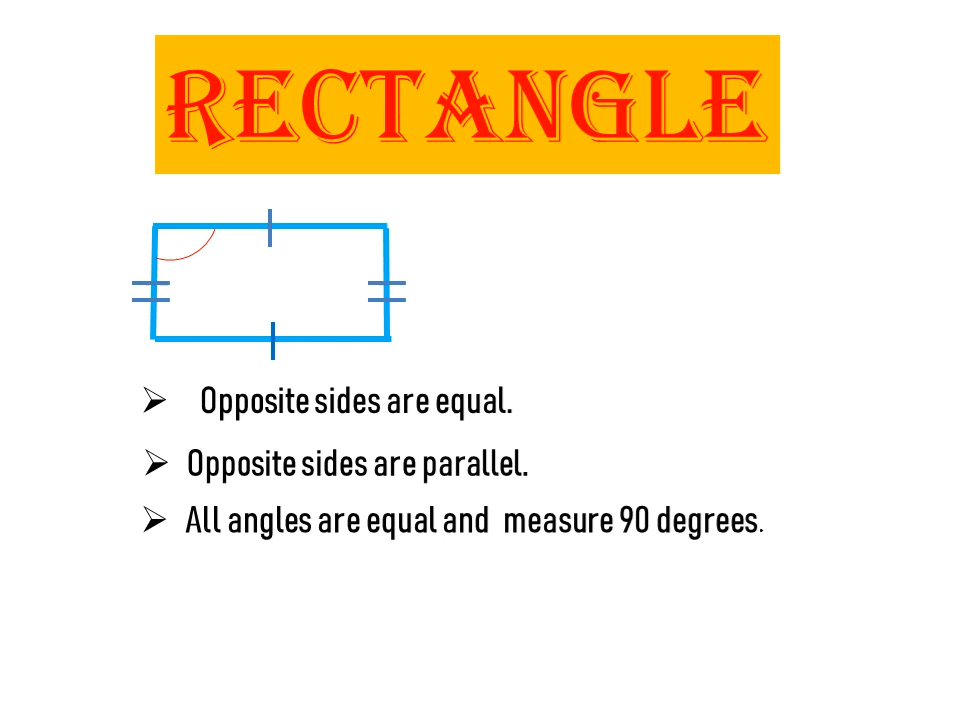 RECTANGLE
➢ Opposite sides are equal.
➢ Opposite sides are parallel.
➢ All angles are equal and measure 90 degrees.